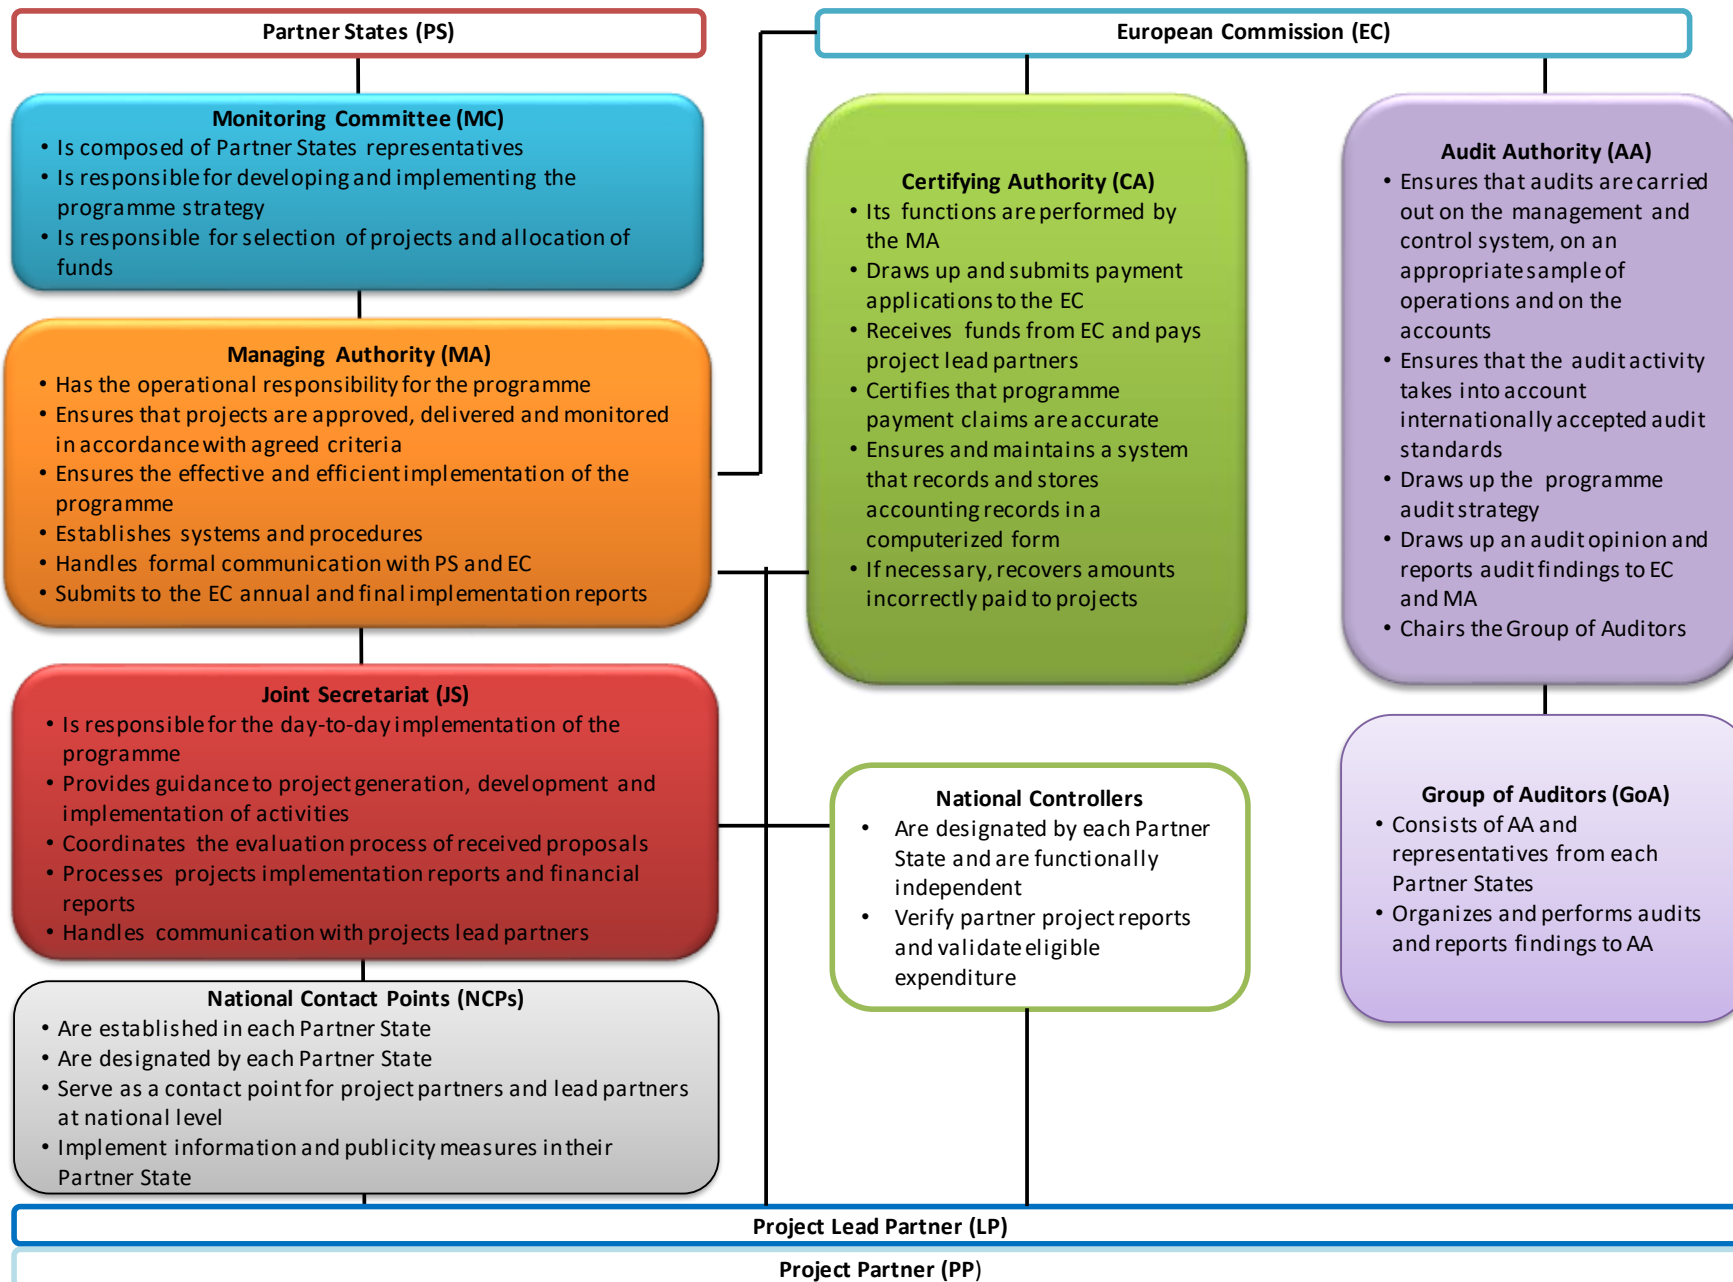 Partner States (PS)
European Commission (EC)
Monitoring Committee (MC)
• Is composed of Partner States representatives
• Is responsible for developing and implementing the
programme strategy
• Is responsible for selection of projects and allocation of
funds
Managing Authority (MA)
• Has the operational responsibility for the programme
• Ensures that projects are approved, delivered and monitored
in accordance with agreed criteria
• Ensures the effective and efficient implementation of the
programme
• Establishes systems and procedures
• Handles formal communication with PS and EC
• Submits to the EC annual and final implementation reports
Joint Secretariat (JS)
• Is responsible for the day-to-day implementation of the
programme
• Provides guidance to project generation, development and
implementation of activities
• Coordinates the evaluation process of received proposals
• Processes projects implementation reports and financial
reports
• Handles communication with projects lead partners
National Contact Points (NCPs)
• Are established in each Partner State
• Are designated by each Partner State
• Serve as a contact point for project partners and lead partners
at national level
• Implement information and publicity measures in their
Partner State
Certifying Authority (CA)
• Its functions are performed by
the MA
• Draws up and submits payment
applications to the EC
• Receives funds from EC and pays
project lead partners
• Certifies that programme
payment claims are accurate
• Ensures and maintains a system
that records and stores
accounting records in a
computerized form
• If necessary, recovers amounts
incorrectly paid to projects
National Controllers
• Are designated by each Partner
State and are functionally
independent
• Verify partner project reports
and validate eligible
expenditure
Audit Authority (AA)
• Ensures that audits are carried
out on the management and
control system, on an
appropriate sample of
operations and on the
accounts
• Ensures that the audit activity
takes into account
internationally accepted audit
standards
• Draws up the programme
audit strategy
• Draws up an audit opinion and
reports audit findings to EC
and MA
• Chairs the Group of Auditors
Group of Auditors (GoA)
• Consists of AA and
representatives from each
Partner States
• Organizes and performs audits
and reports findings to AA
Project Lead Partner (LP)
Project Partner (PP)